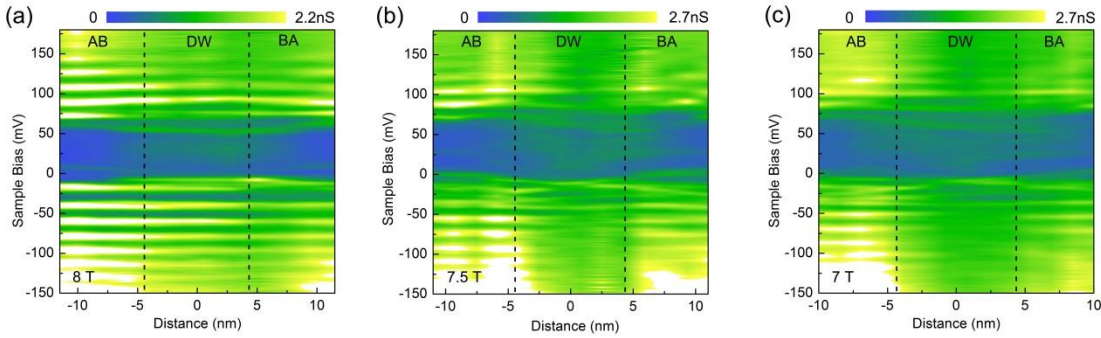 (a) 0 2.2nS
AB DW BA
150
100
50
0
-50
-100
-150
Sample Bias (mV)
8 T
-10 -5 0 5 10
Distance (nm)
(b) 0 2.7nS
AB DW BA
150
100
50
0
-50
-100
-150
Sample Bias (mV)
7.5 T
-10 -5 0 5 10
Distance (nm)
(c) 0 2.7nS
AB DW BA
150
100
50
0
-50
-100
-150
Sample Bias (mV)
7 T
-10 -5 0 5 10
Distance (nm)